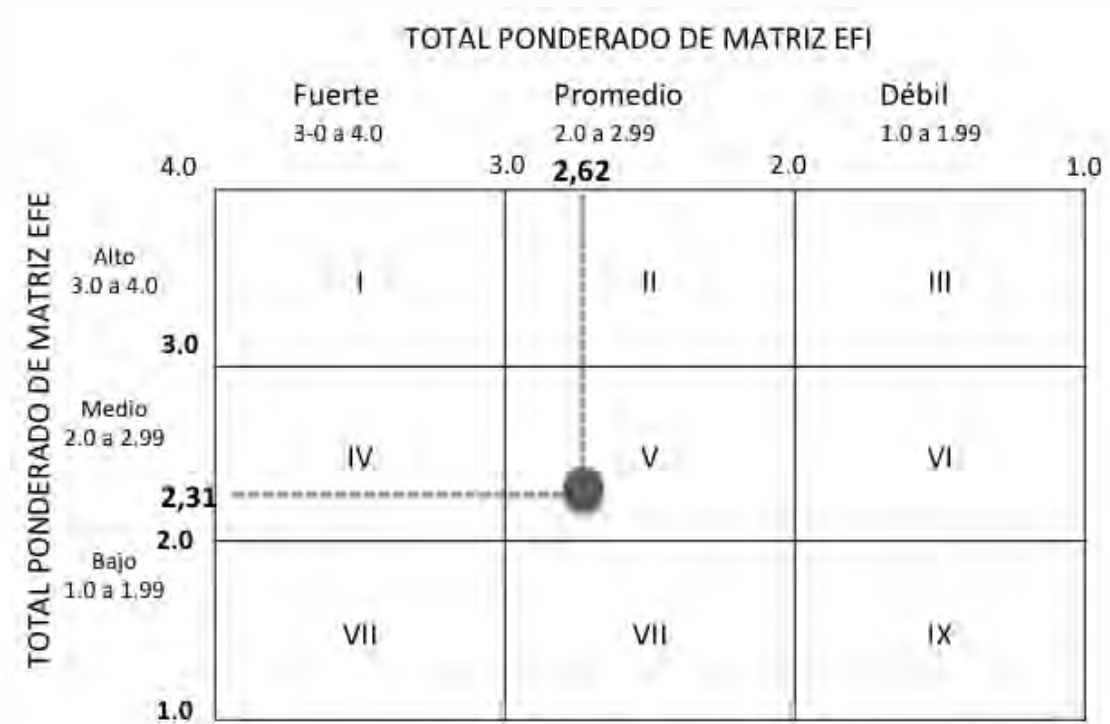 TOTAL PONDERADO DE MATRIZ EFI
Fuerte Promedio Débil
3-0 a 4.0 2.0 a 2.99 1.0 a 1.99
4.0 3.0 2,62 2.0 1.0
TOTAL PONDERADO DE MATRIZ EFE
Alto
3.0 a 4.0
I II III
3.0
Medio
2.0 a 2.99
IV V VI
2,31
2.0
Bajo
1.0 a 1.99
VII VII IX
1.0